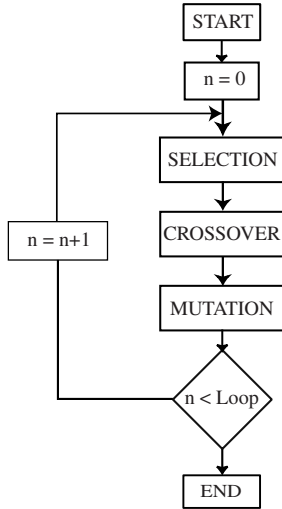 START
n = 0
SELECTION
CROSSOVER
n = n+1
MUTATION
n < Loop
END